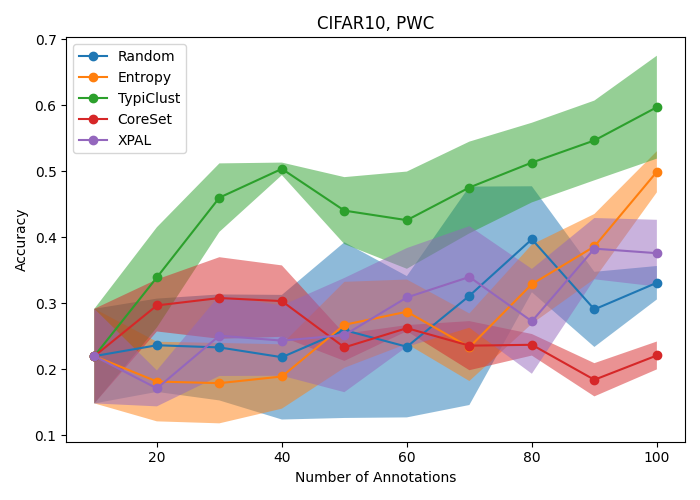 CIFAR10, PWC
Random
Entropy
TypiClust
CoreSet
XPAL
Accuracy
0.7
0.6
0.5
0.4
0.3
0.2
0.1
20 40 60 80 100
Number of Annotations